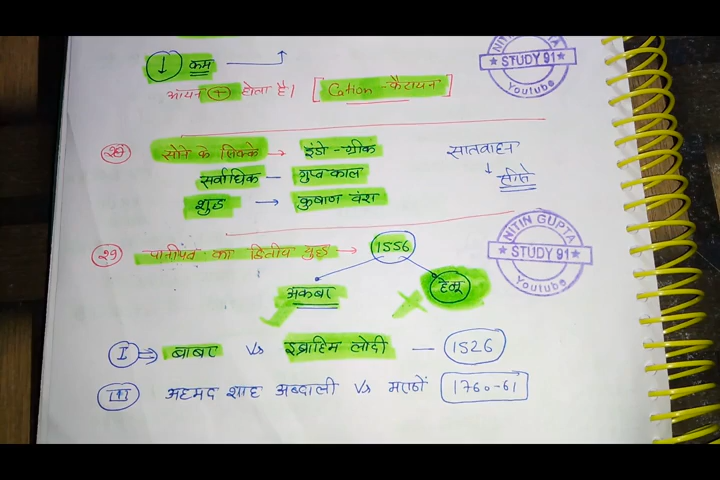 ↓ कम
NITIN GUPTA
STUDY 91
Youtube
आयन + होता है। [ Cation - कैटायन ]
28 सोने के सिक्के → इंडो-ग्रीक
सातवाहन
सर्वाधिक - गुप्त काल
↓ सीसे
शुद्ध → कुषाण वंश
29 पानीपत का द्वितीय युद्ध → 1556
NITIN GUPTA
STUDY 91
Youtube
अकबर हेमू
I ⇒ बाबर Vs इब्राहिम लोदी — 1526
III अहमद शाह अब्दाली Vs मराठों 1760-61